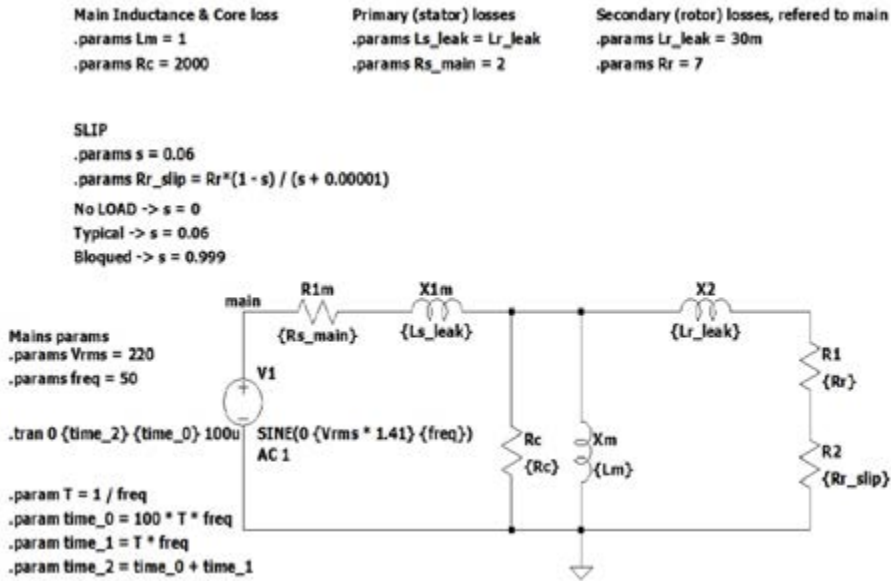 Main Inductance & Core loss
.params Lm = 1
.params Rc = 2000
Primary (stator) losses
.params Ls_leak = Lr_leak
.params Rs_main = 2
Secondary (rotor) losses, refered to main
.params Lr_leak = 30m
.params Rr = 7
SLIP
.params s = 0.06
.params Rr_slip = Rr*(1 - s) / (s + 0.00001)
No LOAD -> s = 0
Typical -> s = 0.06
Bloqued -> s = 0.999
main
R1m
{Rs_main}
X1m
{Ls_leak}
X2
{Lr_leak}
R1
{Rr}
R2
{Rr_slip}
Rc
{Rc}
Xm
{Lm}
V1
SINE(0 {Vrms * 1.41} {freq})
AC 1
Mains params
.params Vrms = 220
.params freq = 50
.tran 0 {time_2} {time_0} 100u
.param T = 1 / freq
.param time_0 = 100 * T * freq
.param time_1 = T * freq
.param time_2 = time_0 + time_1